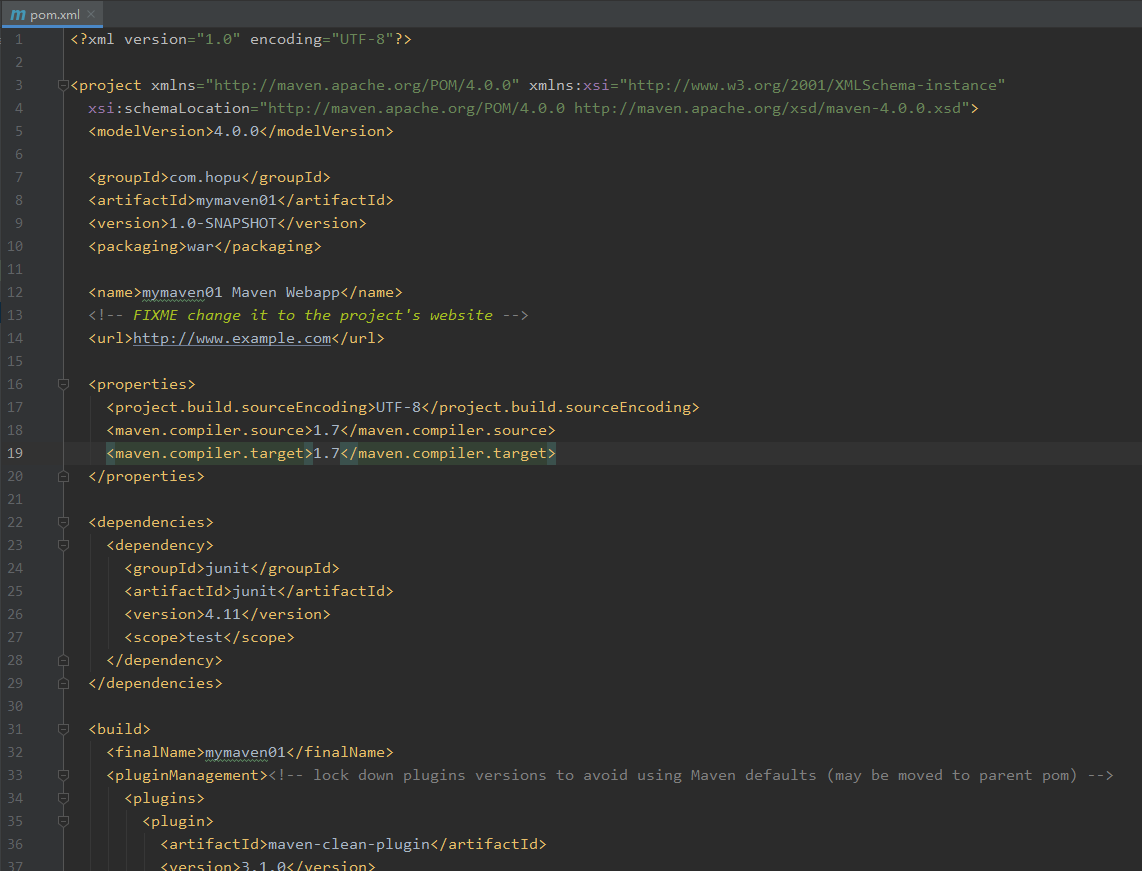 m pom.xml ×
1 <?xml version="1.0" encoding="UTF-8"?>
2
3 <project xmlns="http://maven.apache.org/POM/4.0.0" xmlns:xsi="http://www.w3.org/2001/XMLSchema-instance"
4   xsi:schemaLocation="http://maven.apache.org/POM/4.0.0 http://maven.apache.org/xsd/maven-4.0.0.xsd">
5   <modelVersion>4.0.0</modelVersion>
6
7   <groupId>com.hopu</groupId>
8   <artifactId>mymaven01</artifactId>
9   <version>1.0-SNAPSHOT</version>
10   <packaging>war</packaging>
11
12   <name>mymaven01 Maven Webapp</name>
13   <!-- FIXME change it to the project's website -->
14   <url>http://www.example.com</url>
15
16   <properties>
17     <project.build.sourceEncoding>UTF-8</project.build.sourceEncoding>
18     <maven.compiler.source>1.7</maven.compiler.source>
19     <maven.compiler.target>1.7</maven.compiler.target>
20   </properties>
21
22   <dependencies>
23     <dependency>
24       <groupId>junit</groupId>
25       <artifactId>junit</artifactId>
26       <version>4.11</version>
27       <scope>test</scope>
28     </dependency>
29   </dependencies>
30
31   <build>
32     <finalName>mymaven01</finalName>
33     <pluginManagement><!-- lock down plugins versions to avoid using Maven defaults (may be moved to parent pom) -->
34       <plugins>
35         <plugin>
36           <artifactId>maven-clean-plugin</artifactId>
37           <version>3.1.0</version>